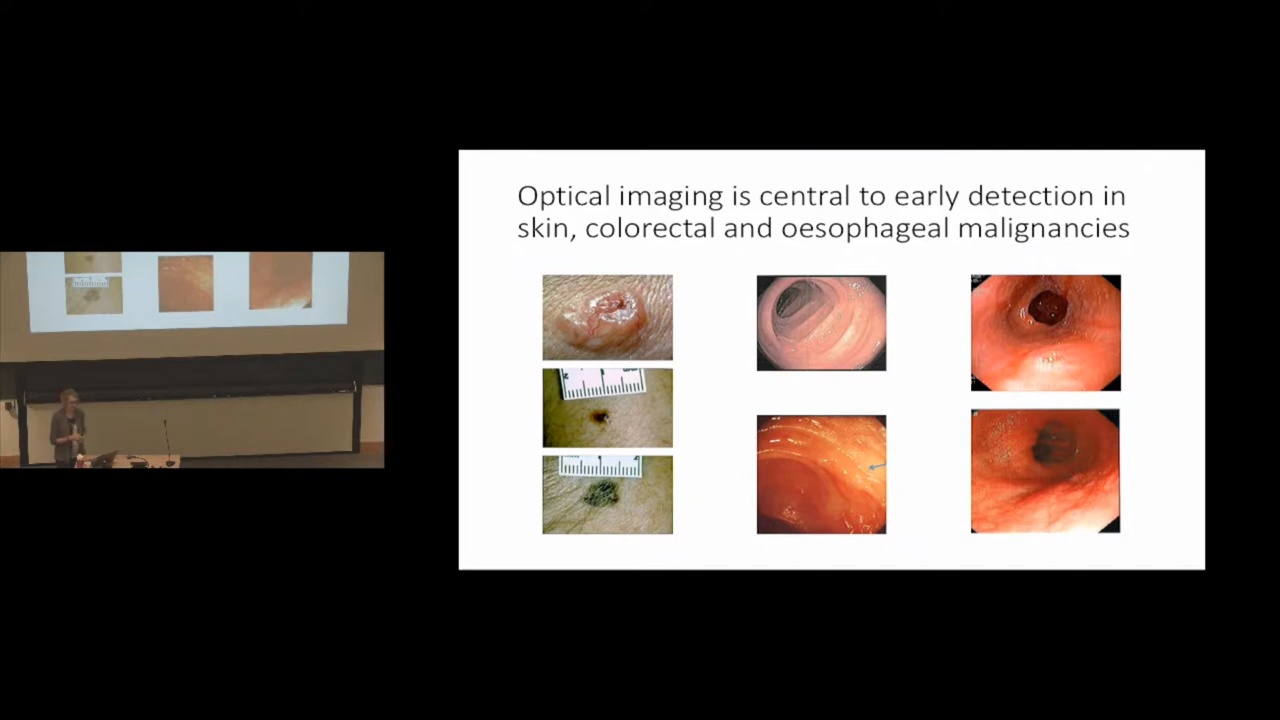 Optical imaging is central to early detection in
skin, colorectal and oesophageal malignancies